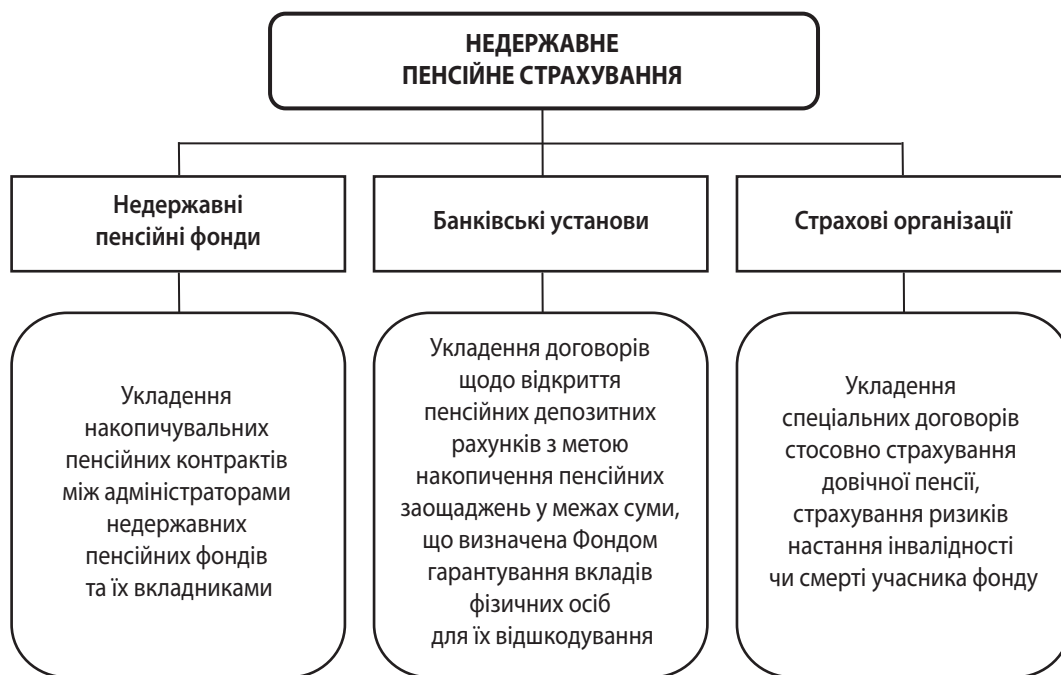 НЕДЕРЖАВНЕ
ПЕНСІЙНЕ СТРАХУВАННЯ
Недержавні
пенсійні фонди
Банківські установи
Страхові організації
Укладення
накопичувальних
пенсійних контрактів
між адміністраторами
недержавних
пенсійних фондів
та їх вкладниками
Укладення договорів
щодо відкриття
пенсійних депозитних
рахунків з метою
накопичення пенсійних
заощаджень у межах суми,
що визначена Фондом
гарантування вкладів
фізичних осіб
для їх відшкодування
Укладення
спеціальних договорів
стосовно страхування
довічної пенсії,
страхування ризиків
настання інвалідності
чи смерті учасника фонду